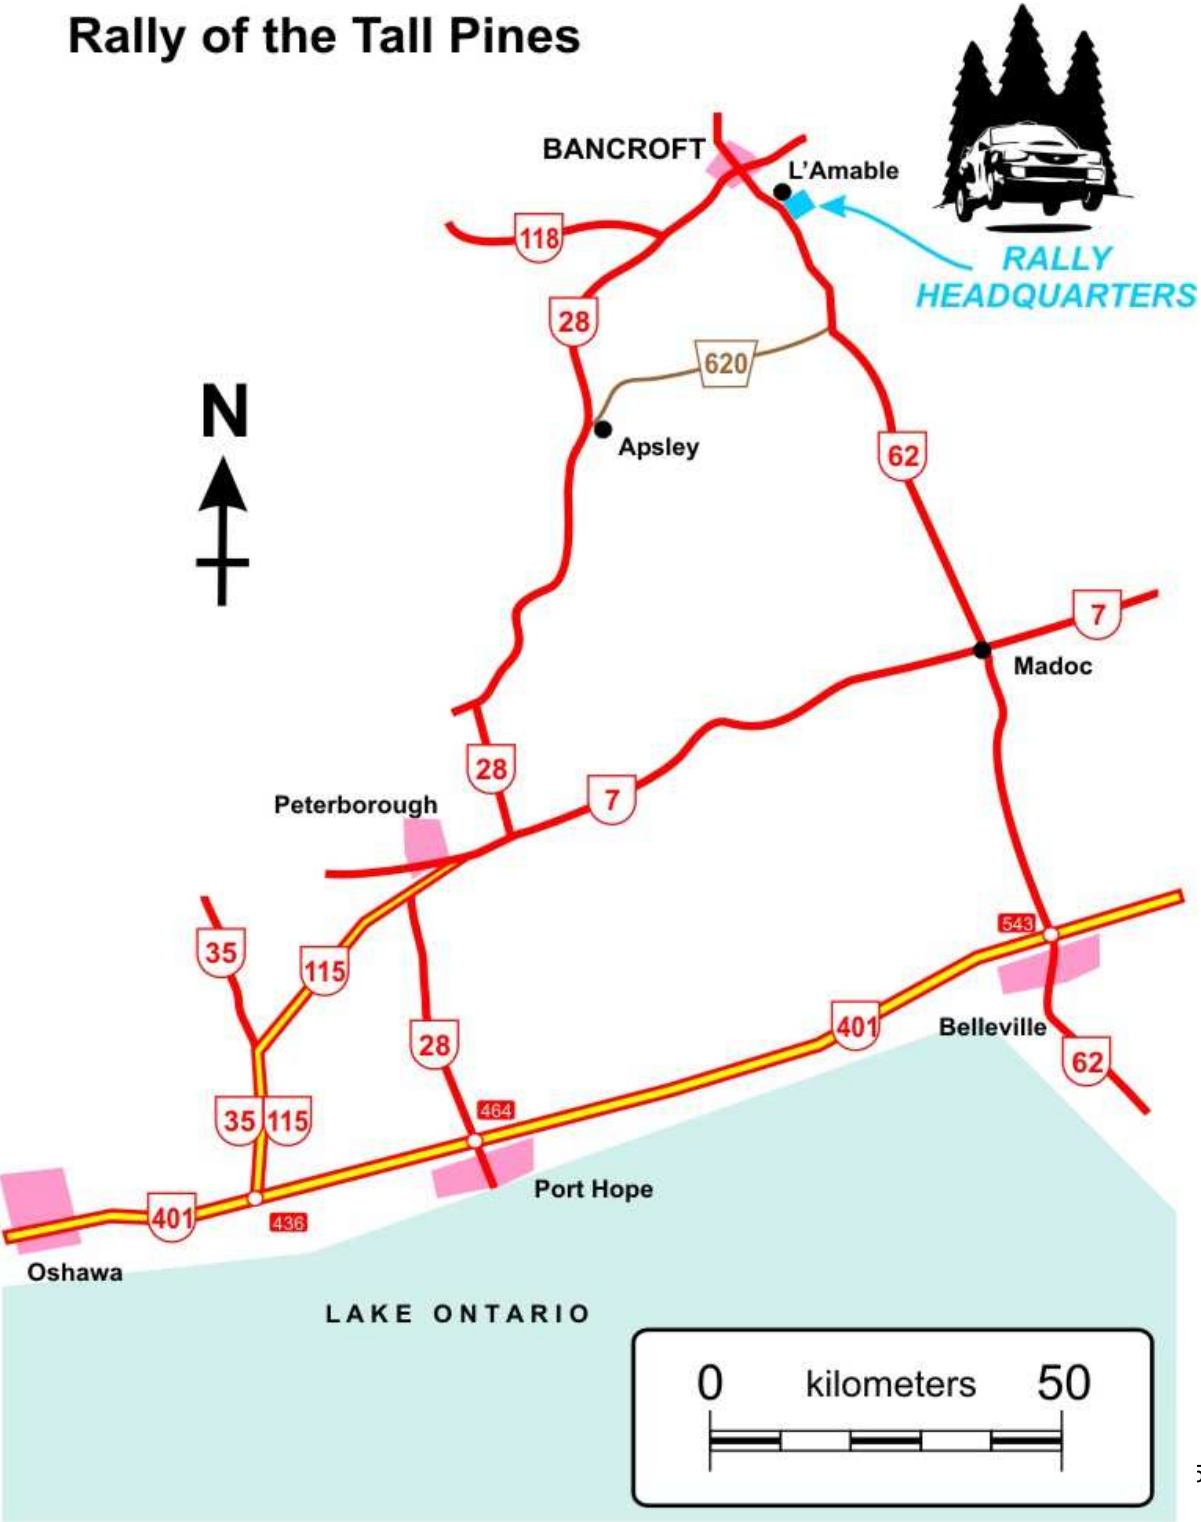 Rally of the Tall Pines
BANCROFT
L'Amable
118
RALLY
HEADQUARTERS
28
620
N
Apsley
62
7
Madoc
28
7
Peterborough
543
35
115
401
Belleville
28
62
464
35
115
Port Hope
401
436
Oshawa
LAKE ONTARIO
0 kilometers 50